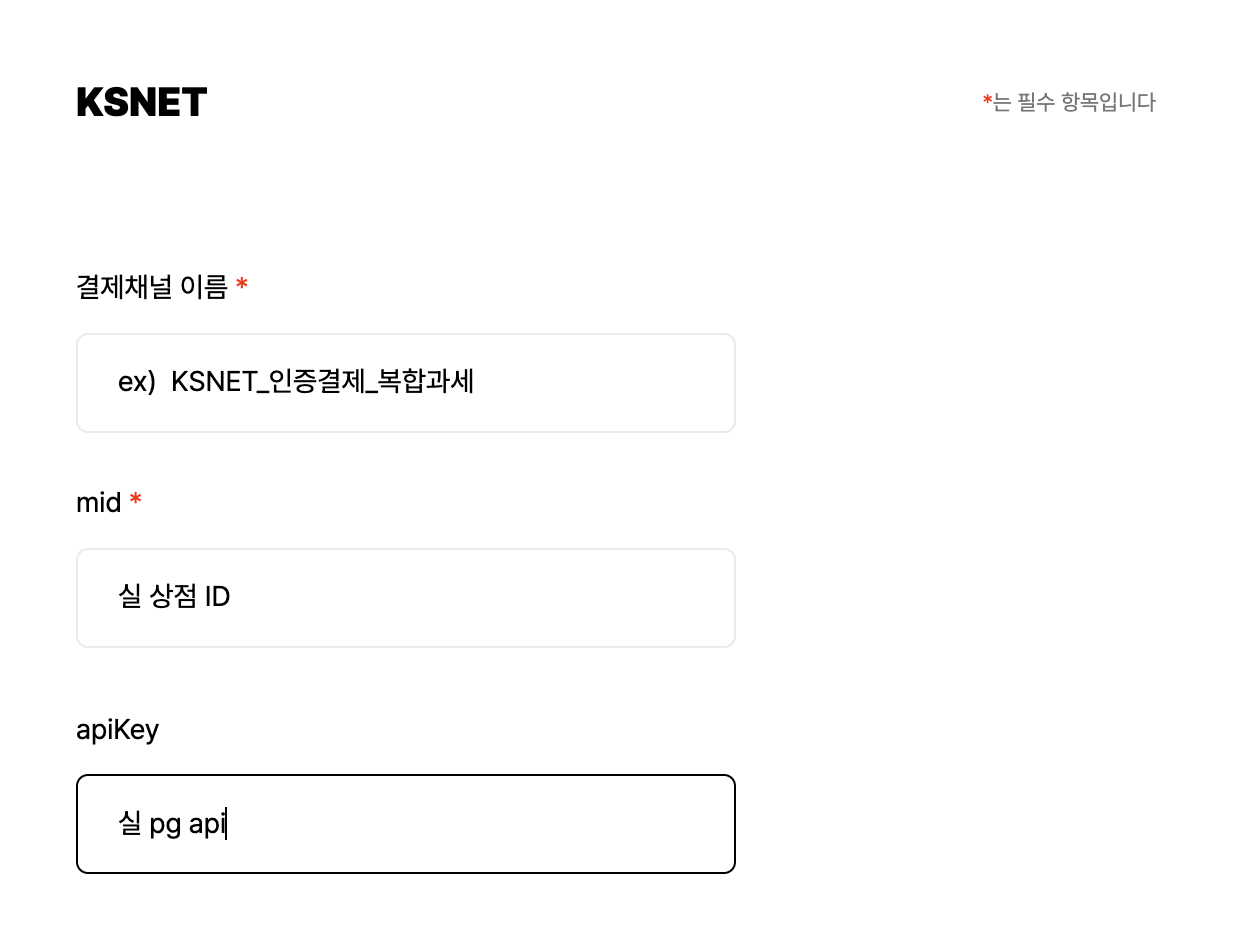 KSNET
*는 필수 항목입니다
결제채널 이름 *
ex)  KSNET_인증결제_복합과세
mid *
실 상점 ID
apiKey
실 pg api